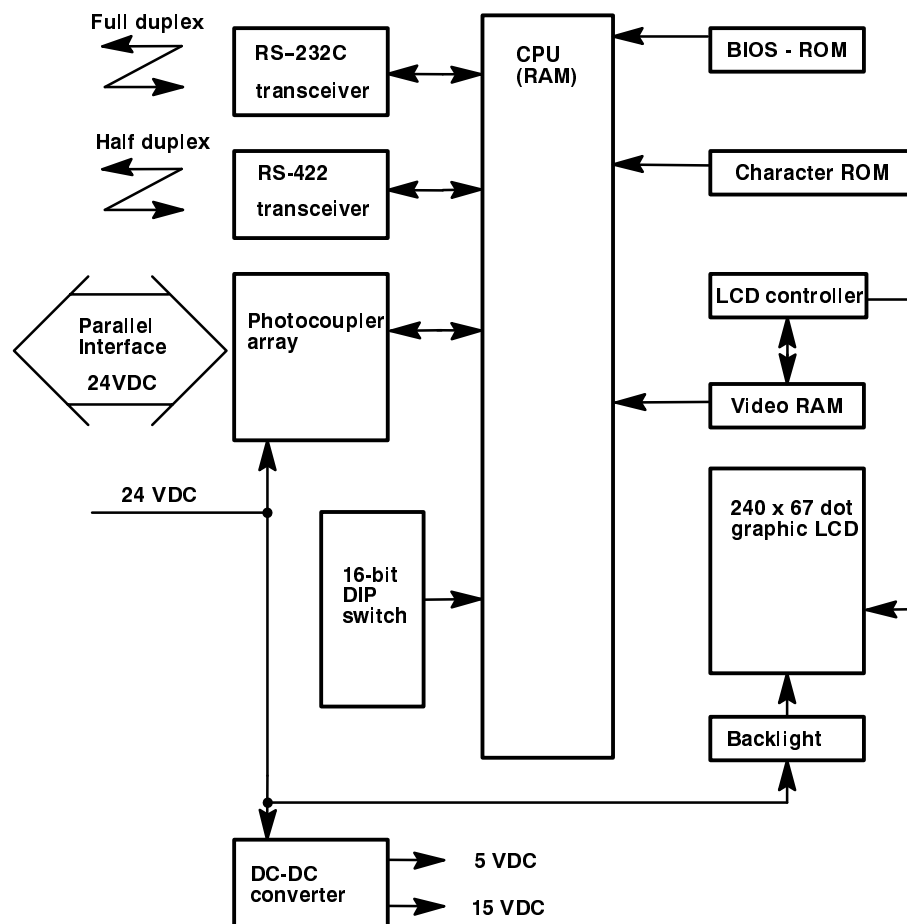 Full duplex
RS–232C
transceiver
CPU
(RAM)
BIOS - ROM
Half duplex
RS-422
transceiver
Character ROM
LCD controller
Parallel
Interface
24VDC
Photocoupler
array
Video RAM
24 VDC
240 x 67 dot
graphic LCD
16-bit
DIP
switch
Backlight
DC-DC
converter
5 VDC
15 VDC